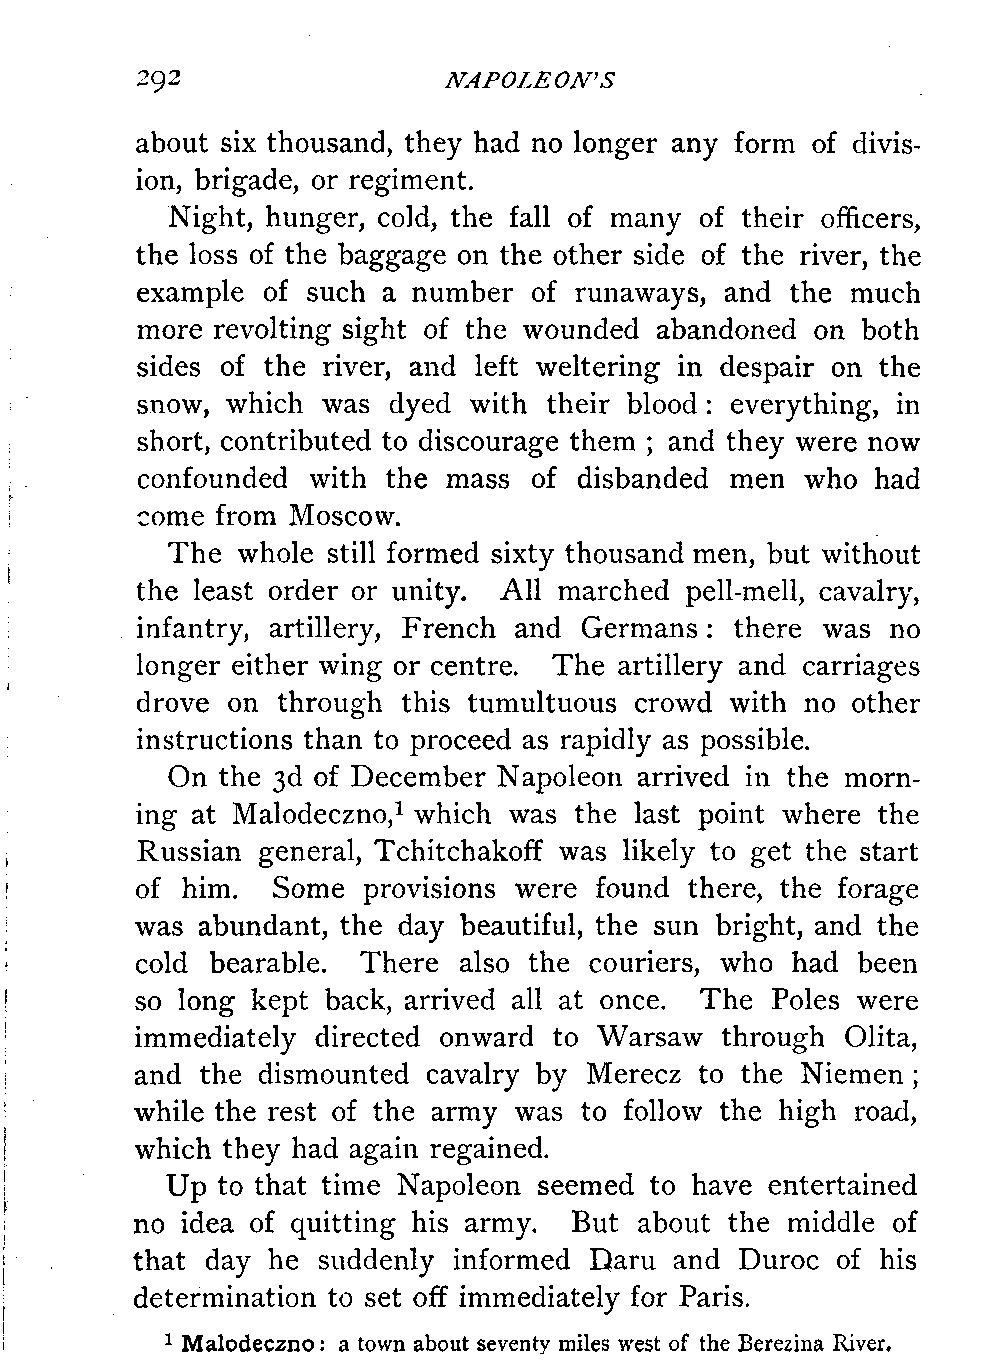 292 NAPOLEON'S
about six thousand, they had no longer any form of divis-
ion, brigade, or regiment.
Night, hunger, cold, the fall of many of their officers,
the loss of the baggage on the other side of the river, the
example of such a number of runaways, and the much
more revolting sight of the wounded abandoned on both
sides of the river, and left weltering in despair on the
snow, which was dyed with their blood: everything, in
short, contributed to discourage them ; and they were now
confounded with the mass of disbanded men who had
come from Moscow.
The whole still formed sixty thousand men, but without
the least order or unity. All marched pell-mell, cavalry,
infantry, artillery, French and Germans: there was no
longer either wing or centre. The artillery and carriages
drove on through this tumultuous crowd with no other
instructions than to proceed as rapidly as possible.
On the 3d of December Napoleon arrived in the morn-
ing at Malodeczno,¹ which was the last point where the
Russian general, Tchitchakoff was likely to get the start
of him. Some provisions were found there, the forage
was abundant, the day beautiful, the sun bright, and the
cold bearable. There also the couriers, who had been
so long kept back, arrived all at once. The Poles were
immediately directed onward to Warsaw through Olita,
and the dismounted cavalry by Merecz to the Niemen;
while the rest of the army was to follow the high road,
which they had again regained.
Up to that time Napoleon seemed to have entertained
no idea of quitting his army. But about the middle of
that day he suddenly informed Daru and Duroc of his
determination to set off immediately for Paris.
¹ Malodeczno: a town about seventy miles west of the Berezina River.